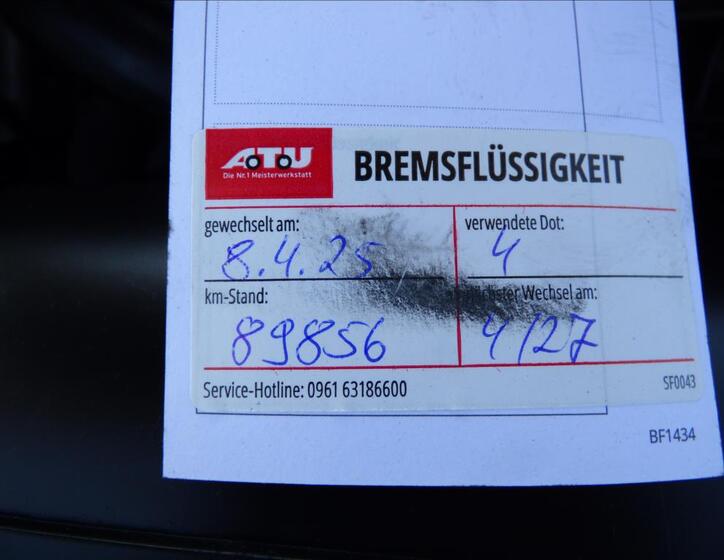 ATU
Die Nr.1 Meisterwerkstatt
BREMSFLÜSSIGKEIT
gewechselt am:
8.4.25
verwendete Dot:
4
km-Stand:
89856
nächster Wechsel am:
4/27
Service-Hotline: 0961 63186600
SF0043
BF1434